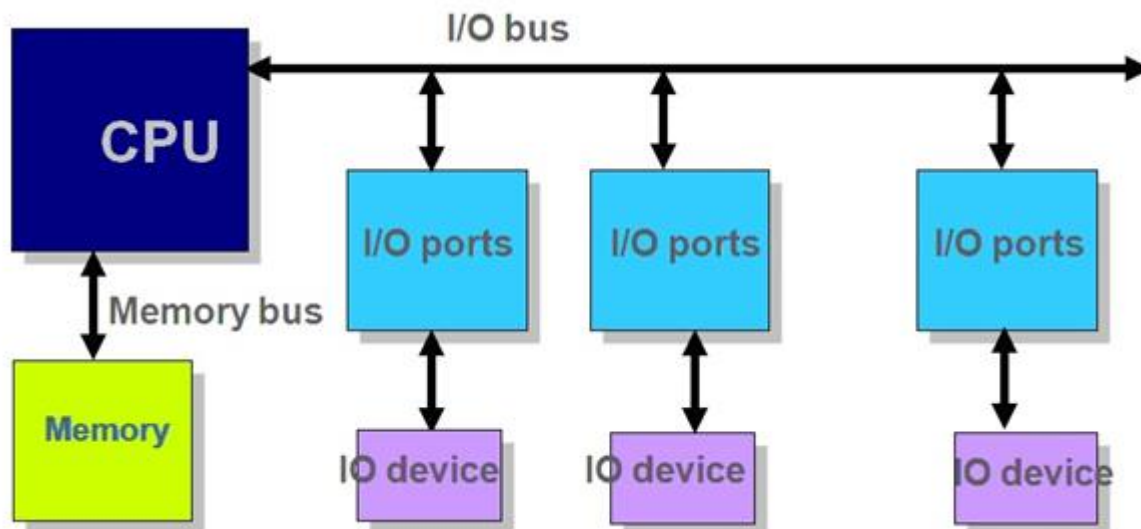 I/O bus
CPU
I/O ports
I/O ports
I/O ports
Memory bus
Memory
IO device
IO device
IO device